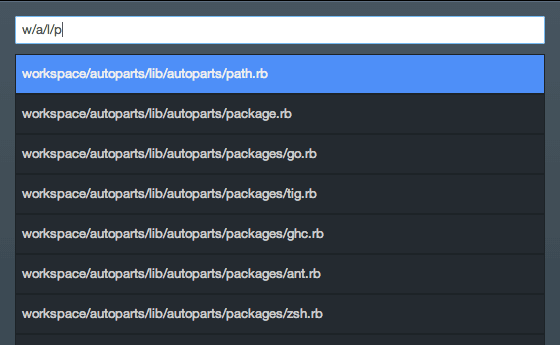 w/a/l/p
workspace/autoparts/lib/autoparts/path.rb
workspace/autoparts/lib/autoparts/package.rb
workspace/autoparts/lib/autoparts/packages/go.rb
workspace/autoparts/lib/autoparts/packages/tig.rb
workspace/autoparts/lib/autoparts/packages/ghc.rb
workspace/autoparts/lib/autoparts/packages/ant.rb
workspace/autoparts/lib/autoparts/packages/zsh.rb